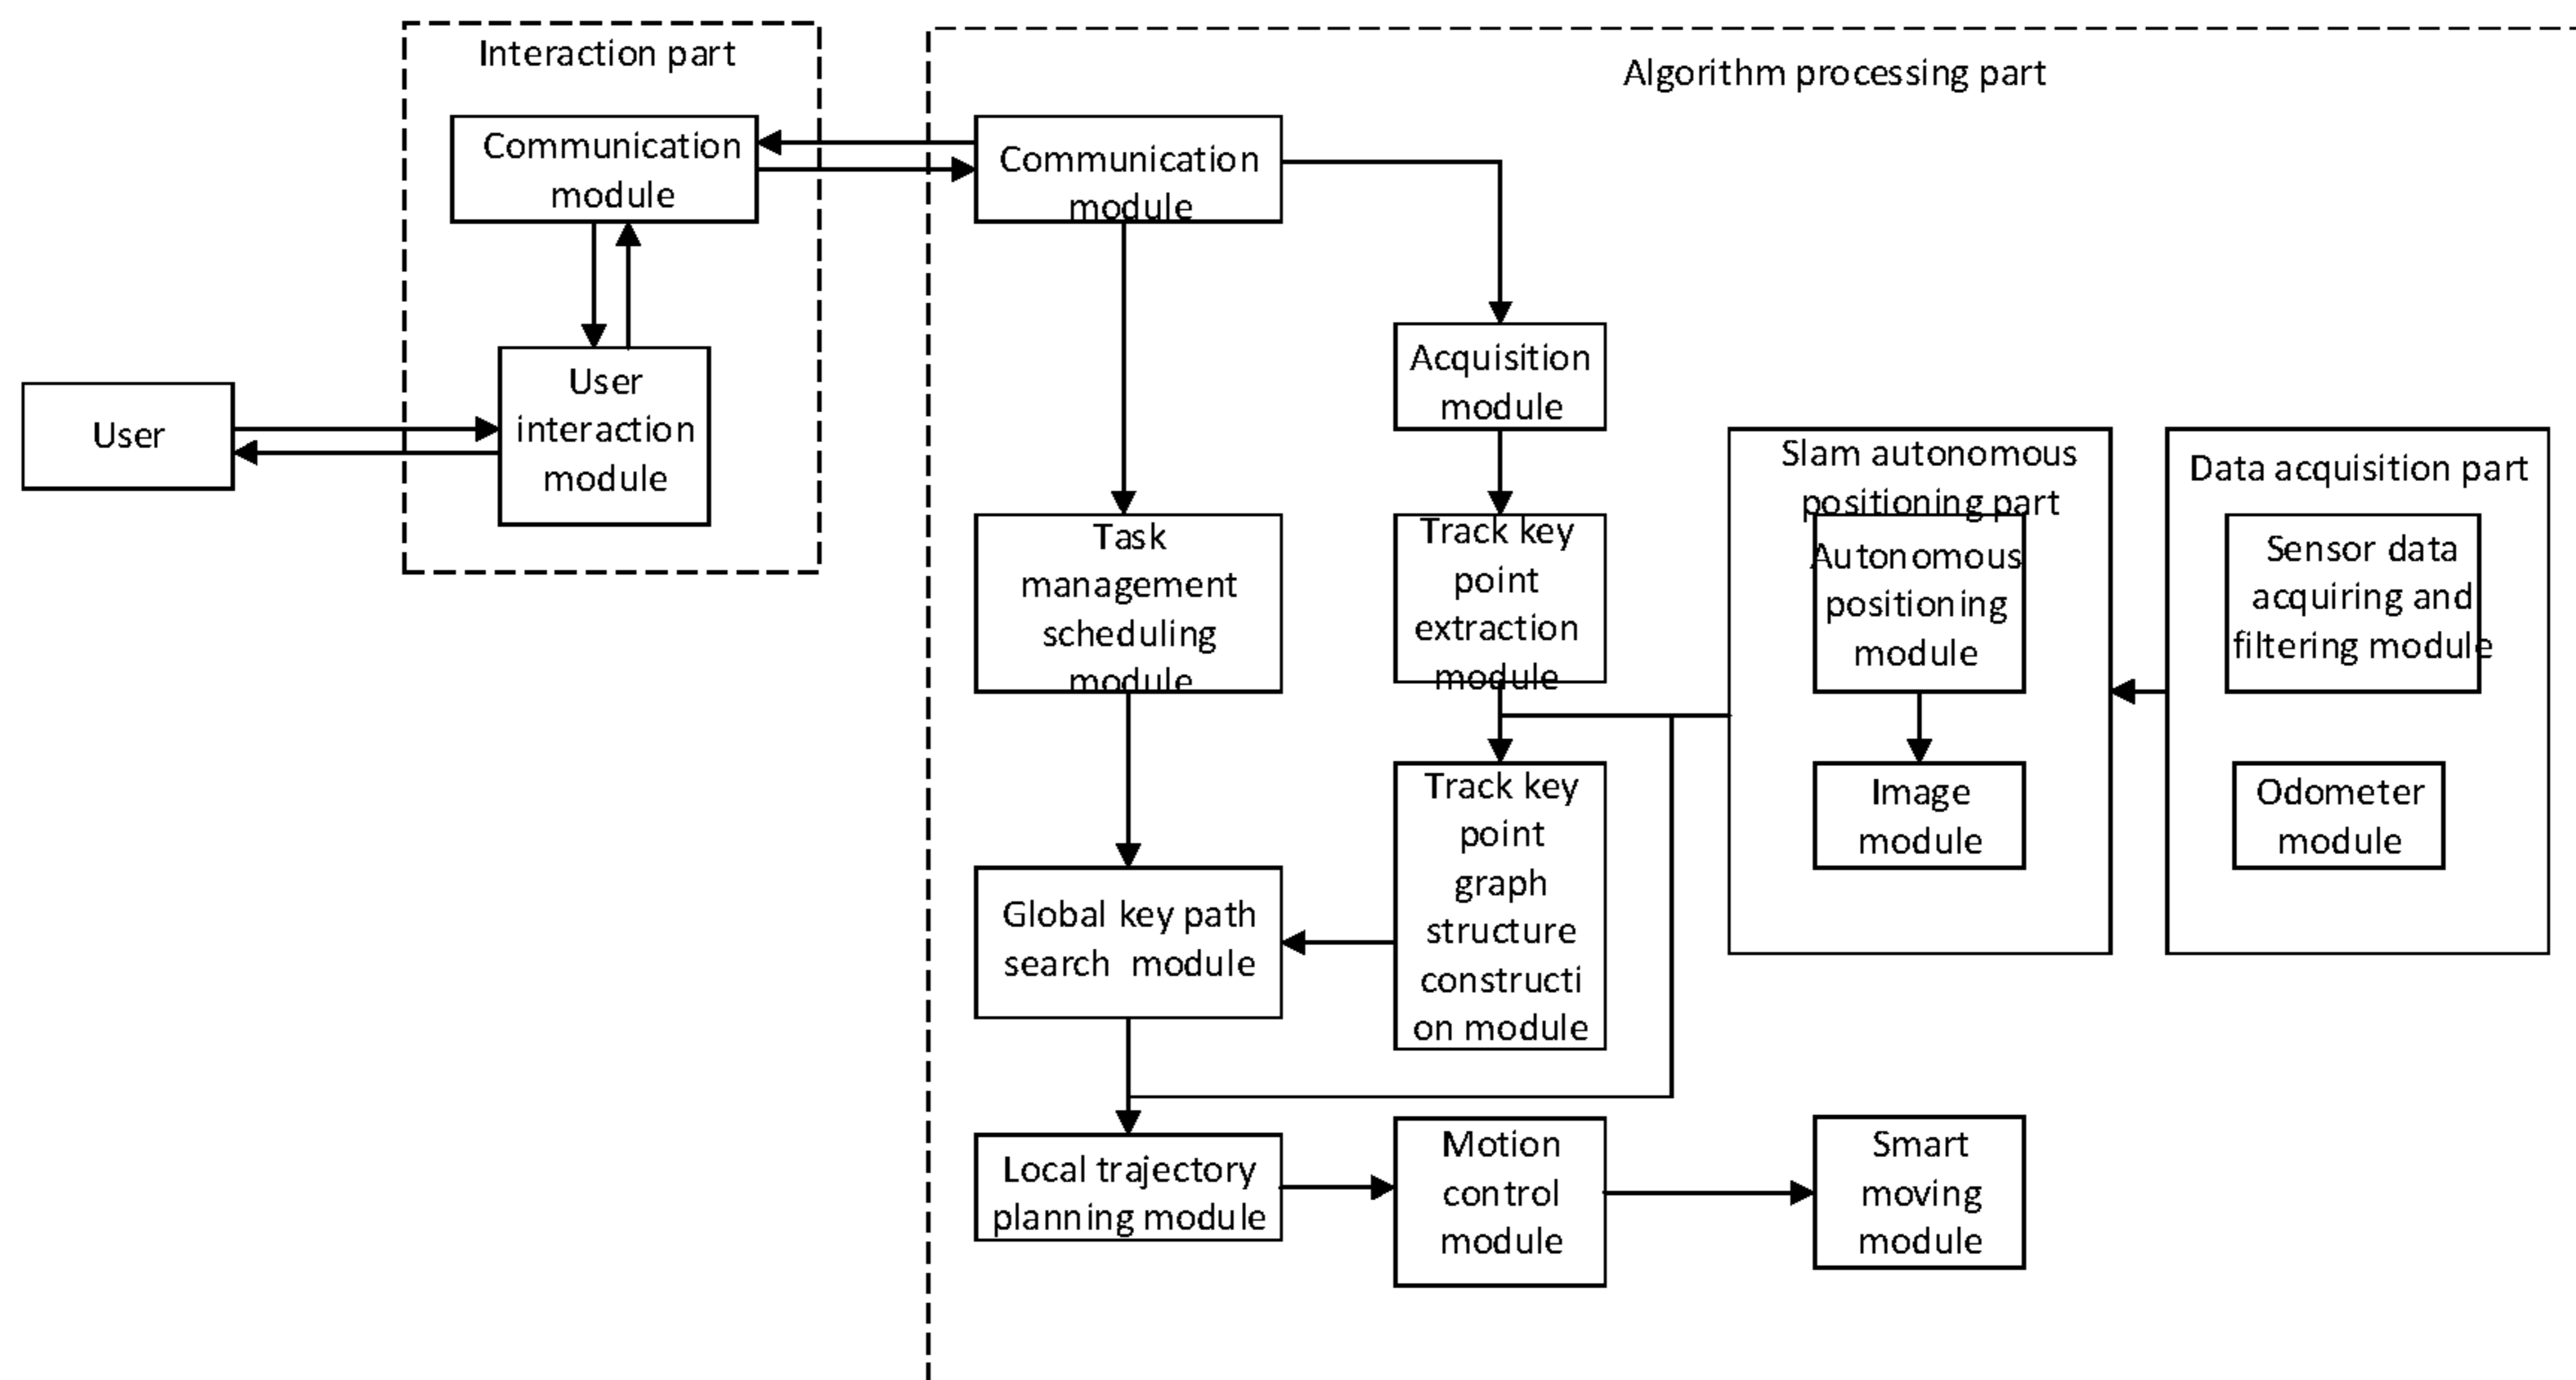 Interaction part
Algorithm processing part
Communication
module
Communication
module
User
interaction
module
User
Acquisition
module
Task
management
scheduling
module
Track key
point
extraction
module
Slam autonomous
positioning part
Autonomous
positioning
module
Image
module
Data acquisition part
Sensor data
acquiring and
filtering module
Odometer
module
Global key path
search  module
Track key
point
graph
structure
constructi
on module
Local trajectory
planning module
Motion
control
module
Smart
moving
module